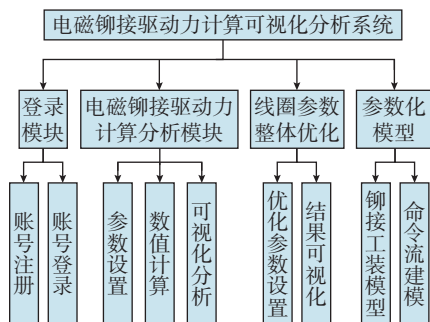 电磁铆接驱动力计算可视化分析系统
登录
模块
电磁铆接驱动力
计算分析模块
线圈参数
整体优化
参数化
模型
账号注册
账号登录
参数设置
数值计算
可视化分析
优化参数设置
结果可视化
铆接工装模型
命令流建模